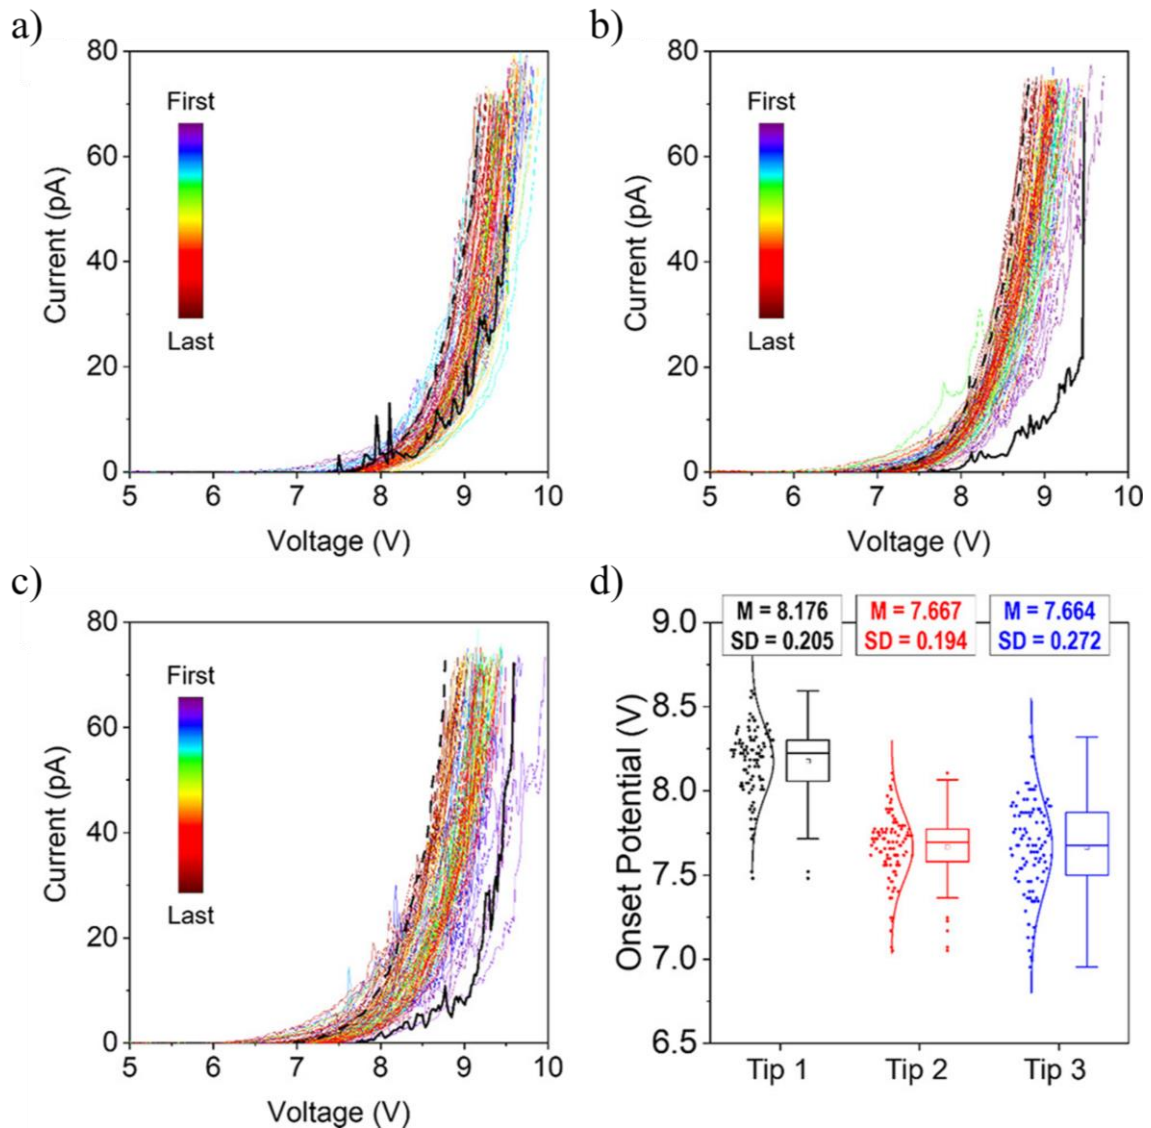 a)
80
60
40
20
0
Current (pA)
First
Last
5 6 7 8 9 10
Voltage (V)
b)
80
60
40
20
0
Current (pA)
First
Last
5 6 7 8 9 10
Voltage (V)
c)
80
60
40
20
0
Current (pA)
First
Last
5 6 7 8 9 10
Voltage (V)
d)
M = 8.176
SD = 0.205
M = 7.667
SD = 0.194
M = 7.664
SD = 0.272
9.0
8.5
8.0
7.5
7.0
6.5
Onset Potential (V)
Tip 1 Tip 2 Tip 3